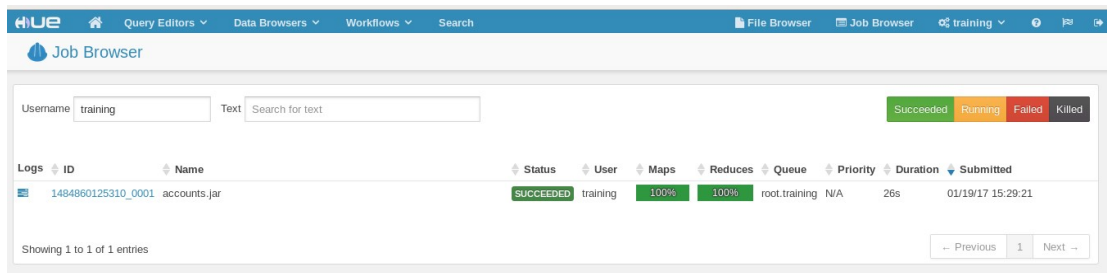 HUE Query Editors Data Browsers Workflows Search File Browser Job Browser training
Job Browser
Username training Text Search for text Succeeded Running Failed Killed
Logs ID Name Status User Maps Reduces Queue Priority Duration Submitted
1484860125310_0001 accounts.jar SUCCEEDED training 100% 100% root.training N/A 26s 01/19/17 15:29:21
Showing 1 to 1 of 1 entries ← Previous 1 Next →